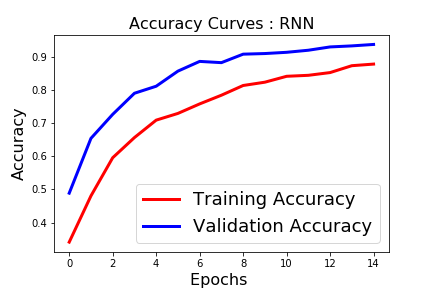 Accuracy Curves : RNN
Accuracy
0.9
0.8
0.7
0.6
0.5
0.4
Training Accuracy
Validation Accuracy
0 2 4 6 8 10 12 14
Epochs